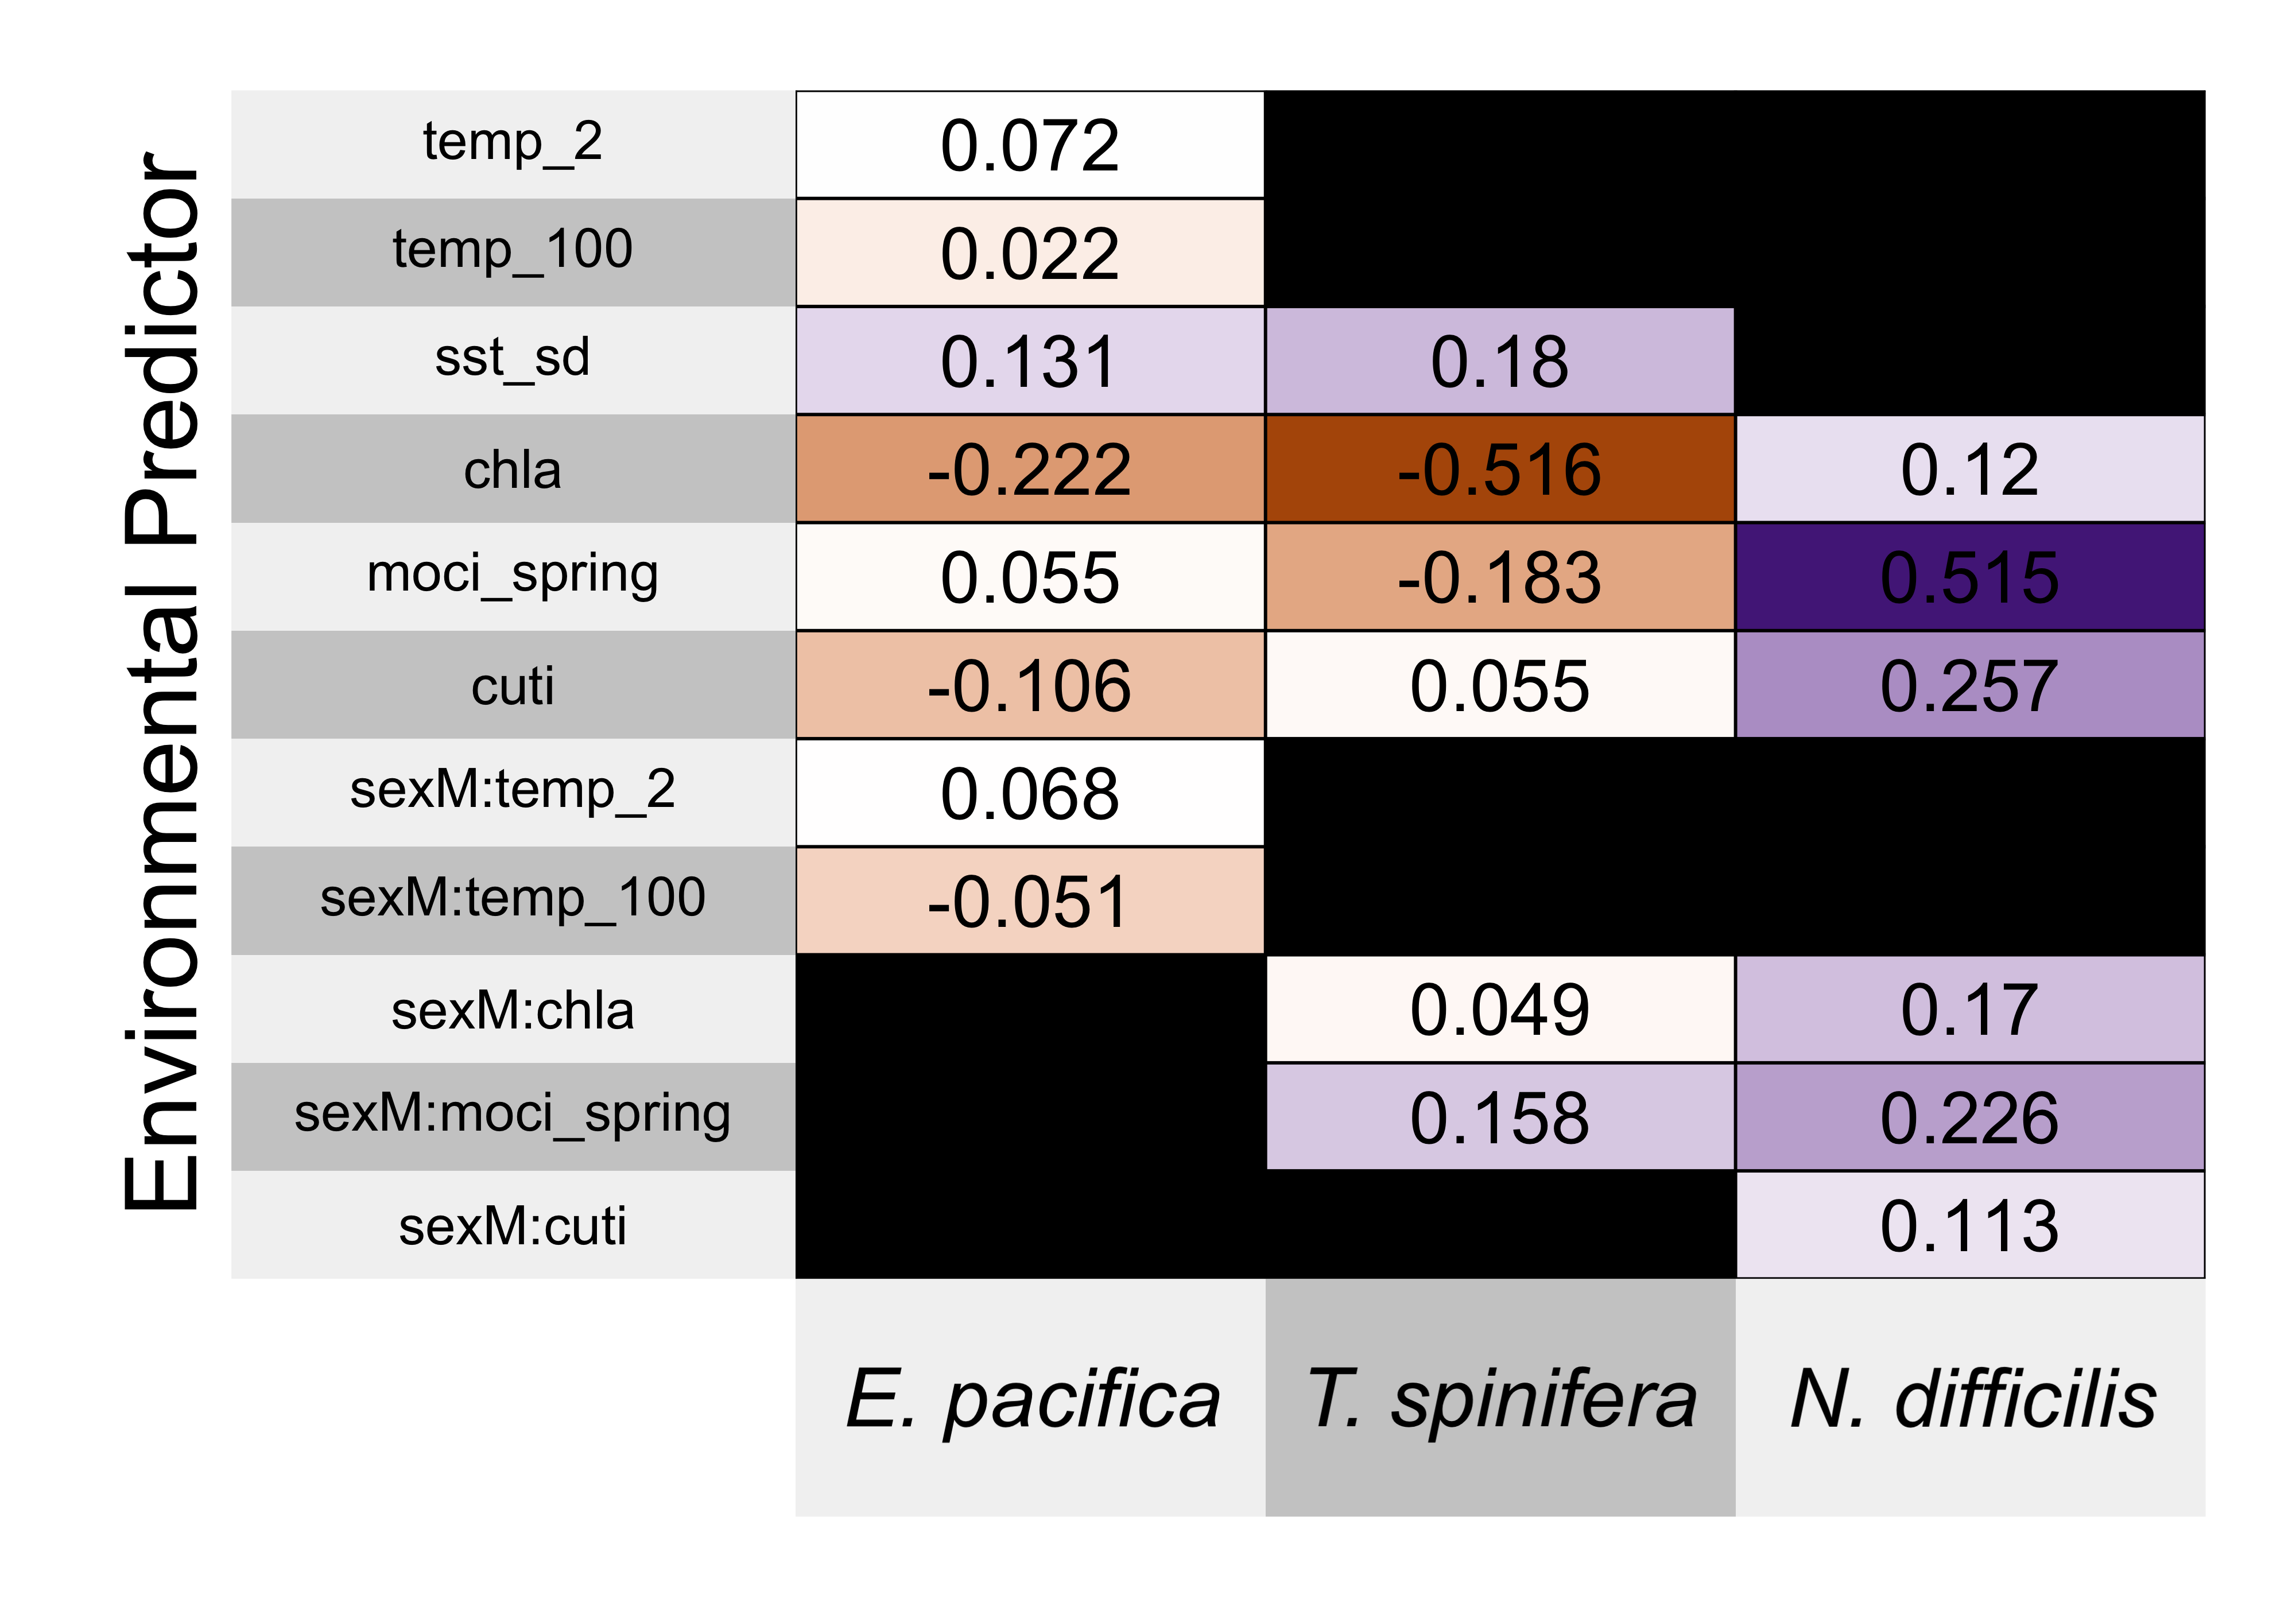 Environmental Predictor
temp_2 0.072
temp_100 0.022
sst_sd 0.131 0.18
chla -0.222 -0.516 0.12
moci_spring 0.055 -0.183 0.515
cuti -0.106 0.055 0.257
sexM:temp_2 0.068
sexM:temp_100 -0.051
sexM:chla 0.049 0.17
sexM:moci_spring 0.158 0.226
sexM:cuti 0.113
E. pacifica T. spinifera N. difficilis